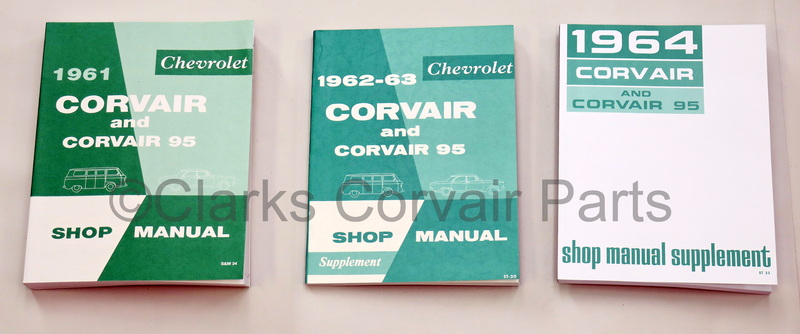 Chevrolet
1961
CORVAIR
and
CORVAIR 95
SHOP MANUAL
S&M 34
Chevrolet
1962-63
CORVAIR
and
CORVAIR 95
SHOP MANUAL
Supplement
1964
CORVAIR
AND
CORVAIR 95
shop manual supplement
©Clarks Corvair Parts